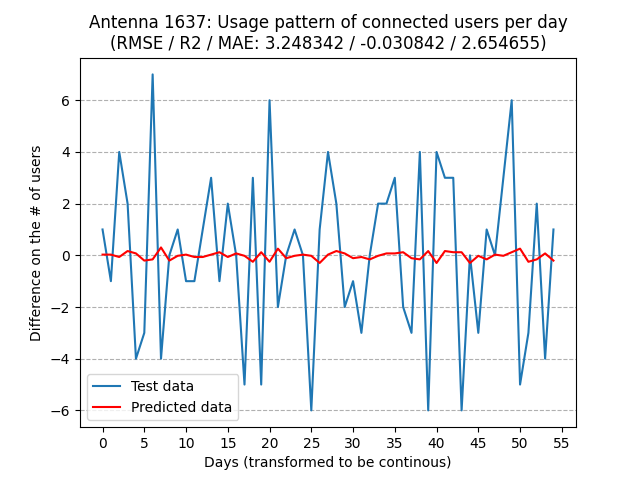 Antenna 1637: Usage pattern of connected users per day
(RMSE / R2 / MAE: 3.248342 / -0.030842 / 2.654655)
Difference on the # of users
6
4
2
0
−2
−4
−6
Test data
Predicted data
0 5 10 15 20 25 30 35 40 45 50 55
Days (transformed to be continous)